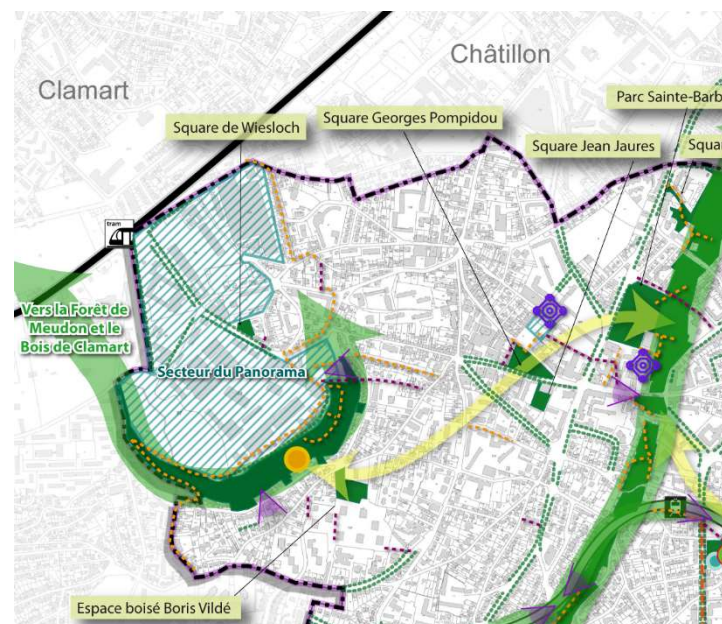 Châtillon
Clamart
Parc Sainte-Barb
Square Georges Pompidou
Square de Wiesloch
Square Jean Jaures
Squar
tram
Vers la Forêt de
Meudon et le
Bois de Clamart
Secteur du Panorama
Espace boisé Boris Vildé